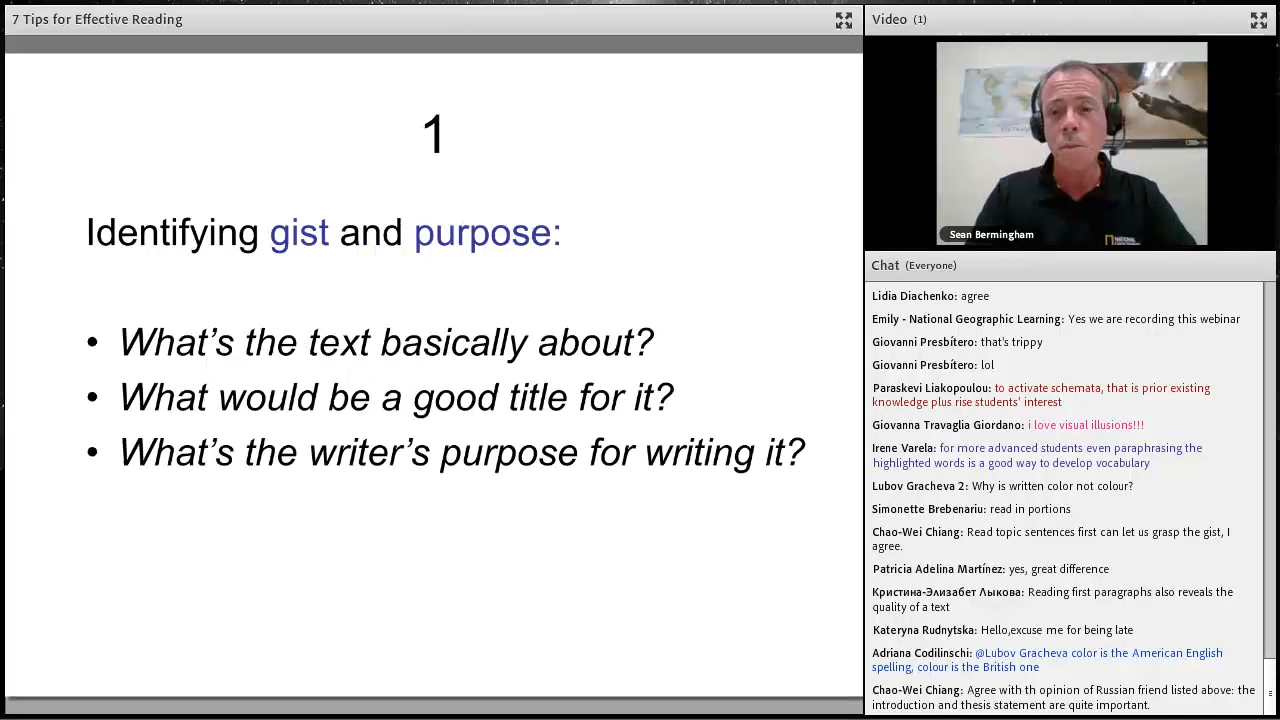 7 Tips for Effective Reading
1
Identifying gist and purpose:
• What's the text basically about?
• What would be a good title for it?
• What's the writer's purpose for writing it?
Video (1)
NATIONAL
Sean Bermingham
Chat (Everyone)
Lidia Diachenko: agree
Emily - National Geographic Learning: Yes we are recording this webinar
Giovanni Presbítero: that's trippy
Giovanni Presbítero: lol
Paraskevi Liakopoulou: to activate schemata, that is prior existing
knowledge plus rise students' interest
Giovanna Travaglia Giordano: i love visual illusions!!!
Irene Varela: for more advanced students even paraphrasing the
highlighted words is a good way to develop vocabulary
Lubov Gracheva 2: Why is written color not colour?
Simonette Brebenariu: read in portions
Chao-Wei Chiang: Read topic sentences first can let us grasp the gist, I
agree.
Patricia Adelina Martínez: yes, great difference
Кристина-Элизабет Лыкова: Reading first paragraphs also reveals the
quality of a text
Kateryna Rudnytska: Hello,excuse me for being late
Adriana Codilinschi: @Lubov Gracheva color is the American English
spelling, colour is the British one
Chao-Wei Chiang: Agree with th opinion of Russian friend listed above: the
introduction and thesis statement are quite important.